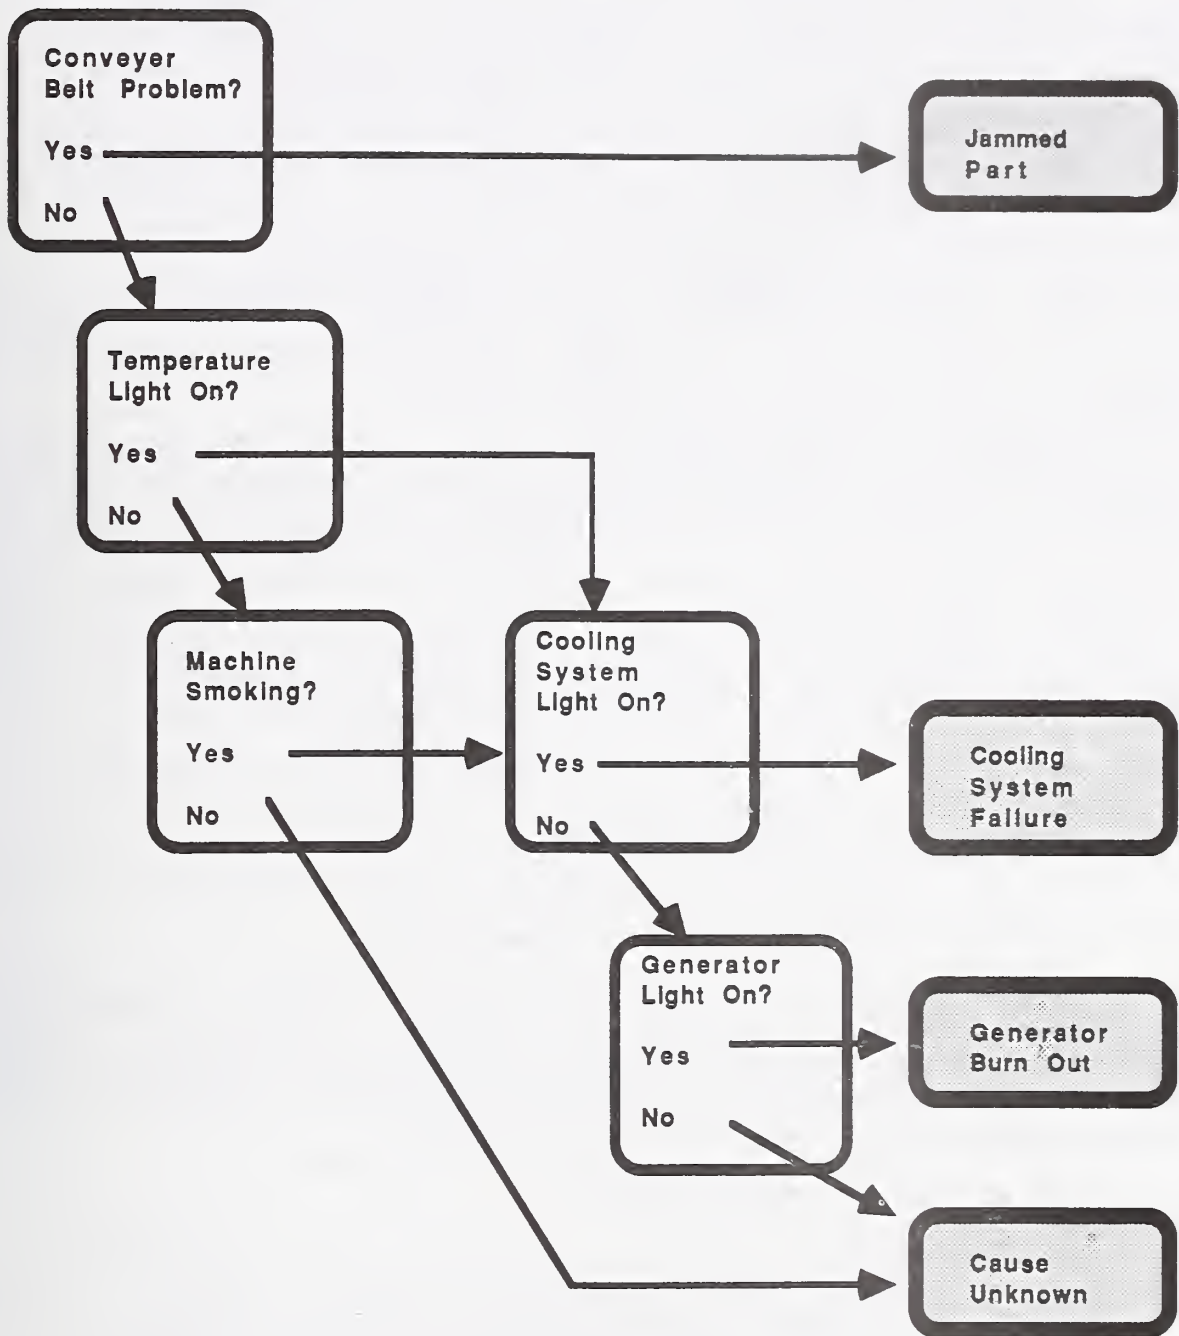 Conveyer
Belt Problem?
Yes
No
Jammed
Part
Temperature
Light On?
Yes
No
Machine
Smoking?
Yes
No
Cooling
System
Light On?
Yes
No
Cooling
System
Failure
Generator
Light On?
Yes
No
Generator
Burn Out
Cause
Unknown